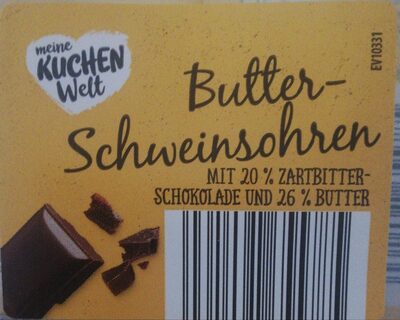 meine
KUCHEN
Welt
EV10331
Butter-
Schweinsohren
MIT 20 % ZARTBITTER-
SCHOKOLADE UND 26 % BUTTER